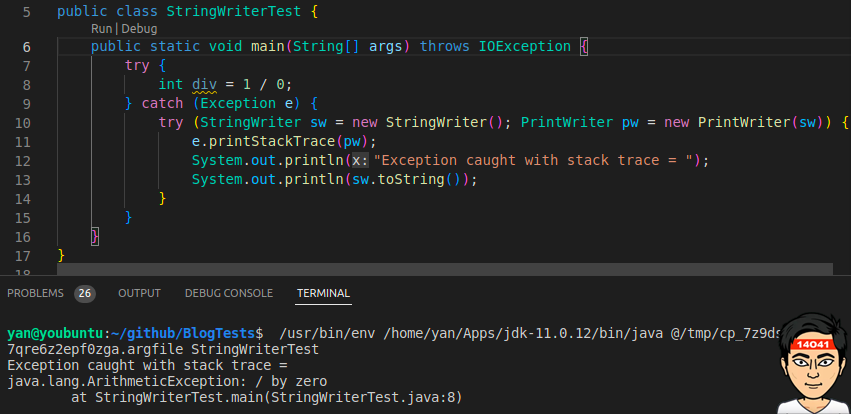 5 public class StringWriterTest {
Run | Debug
6 public static void main(String[] args) throws IOException {
7 try {
8 int div = 1 / 0;
9 } catch (Exception e) {
10 try (StringWriter sw = new StringWriter(); PrintWriter pw = new PrintWriter(sw)) {
11 e.printStackTrace(pw);
12 System.out.println(x: "Exception caught with stack trace = ");
13 System.out.println(sw.toString());
14 }
15 }
16 }
17 }
18
PROBLEMS 26 OUTPUT DEBUG CONSOLE TERMINAL
yan@youbuntu:~/github/BlogTests$ /usr/bin/env /home/yan/Apps/jdk-11.0.12/bin/java @/tmp/cp_7z9ds
7qre6z2epf0zga.argfile StringWriterTest
Exception caught with stack trace =
java.lang.ArithmeticException: / by zero
at StringWriterTest.main(StringWriterTest.java:8)
14041